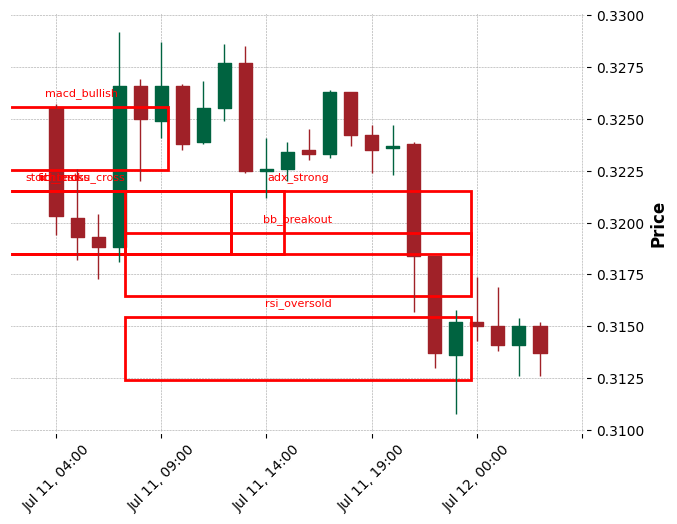 0.3300
0.3275
0.3250
0.3225
0.3200
0.3175
0.3150
0.3125
0.3100
Price
macd_bullish
adx_strong
bb_breakout
rsi_oversold
Jul 11, 04:00
Jul 11, 09:00
Jul 11, 14:00
Jul 11, 19:00
Jul 12, 00:00